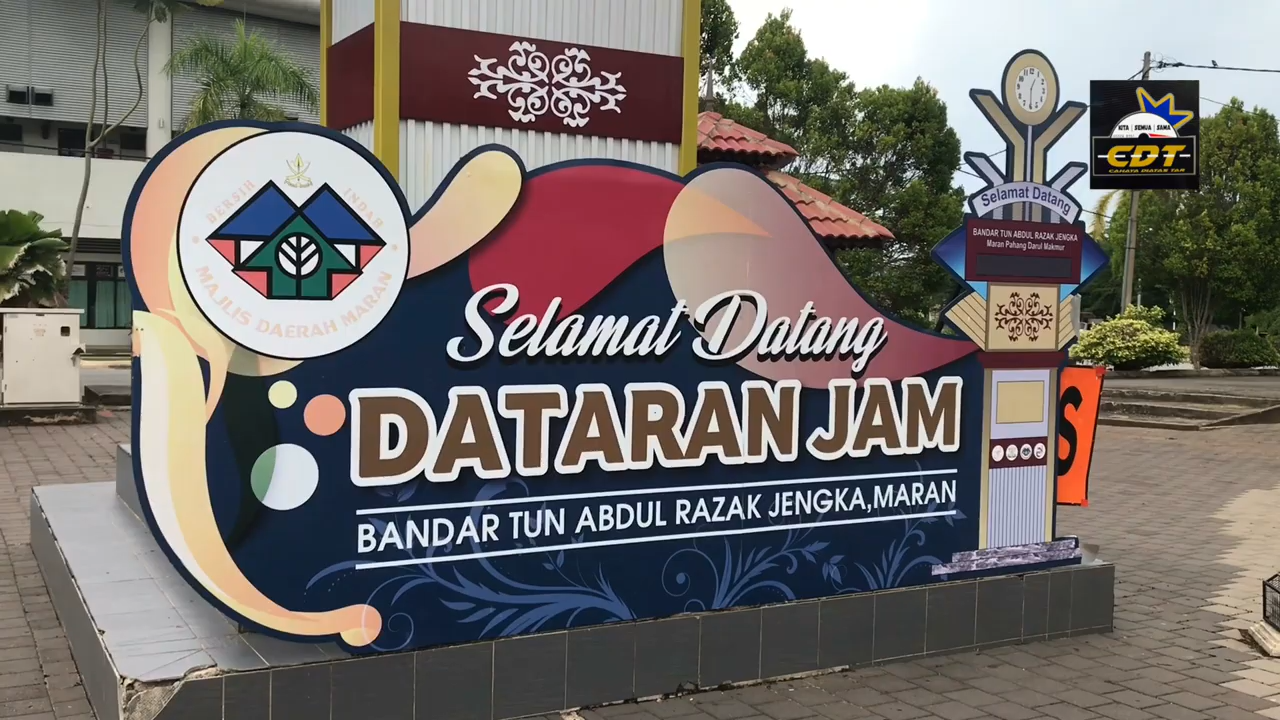 BERSIH INDAH
MAJLIS DAERAH MARAN
Selamat Datang
DATARAN JAM
BANDAR TUN ABDUL RAZAK JENGKA,MARAN
Selamat Datang
BANDAR TUN ABDUL RAZAK JENGKA
Maran Pahang Darul Makmur
S
KITA | SEMUA | SAMA
CDT
CAHAYA DIATAS TAR